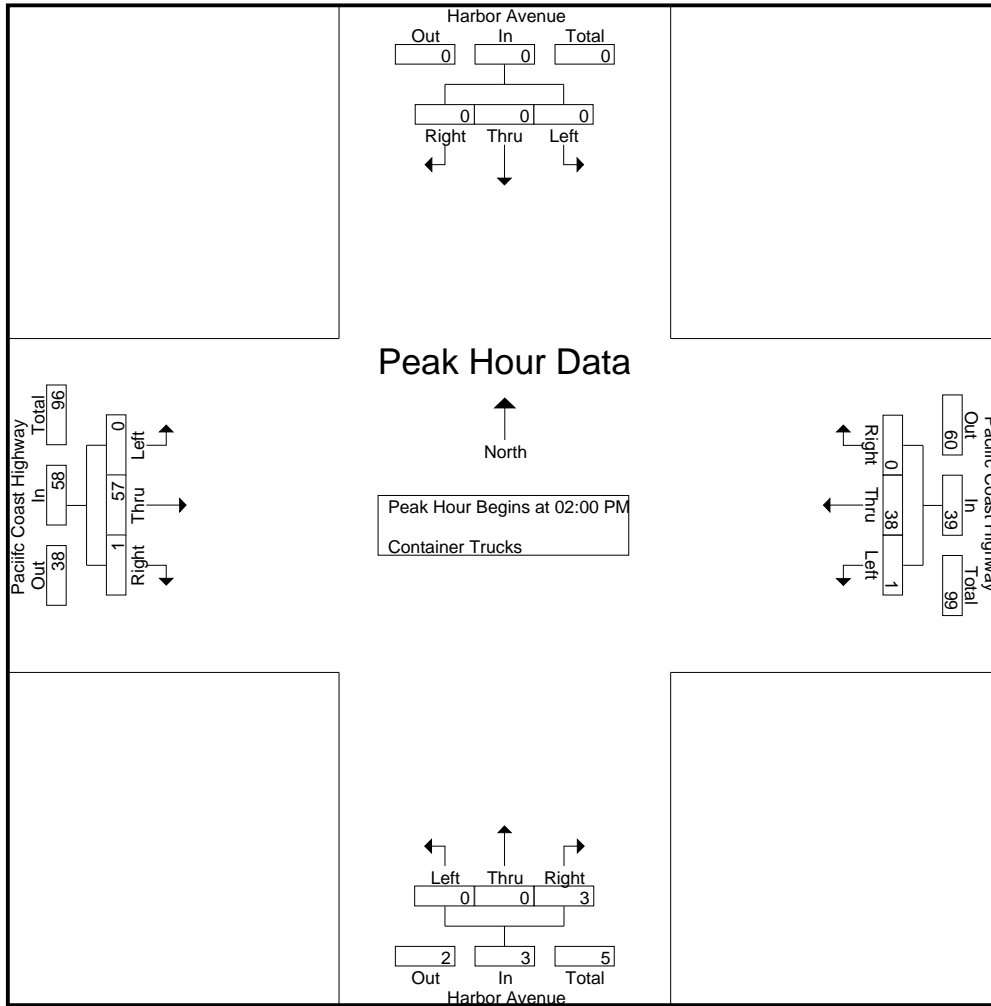 Harbor Avenue
Out In Total
0 0 0
0 0 0
Right Thru Left
Peak Hour Data
North
Peak Hour Begins at 02:00 PM
Container Trucks
Paciifc Coast Highway
Total In Out
96 58 38
0 57 1
Left Thru Right
Paciifc Coast Highway
Out In Total
60 39 99
0 38 1
Right Thru Left
Left Thru Right
0 0 3
2 3 5
Out In Total
Harbor Avenue